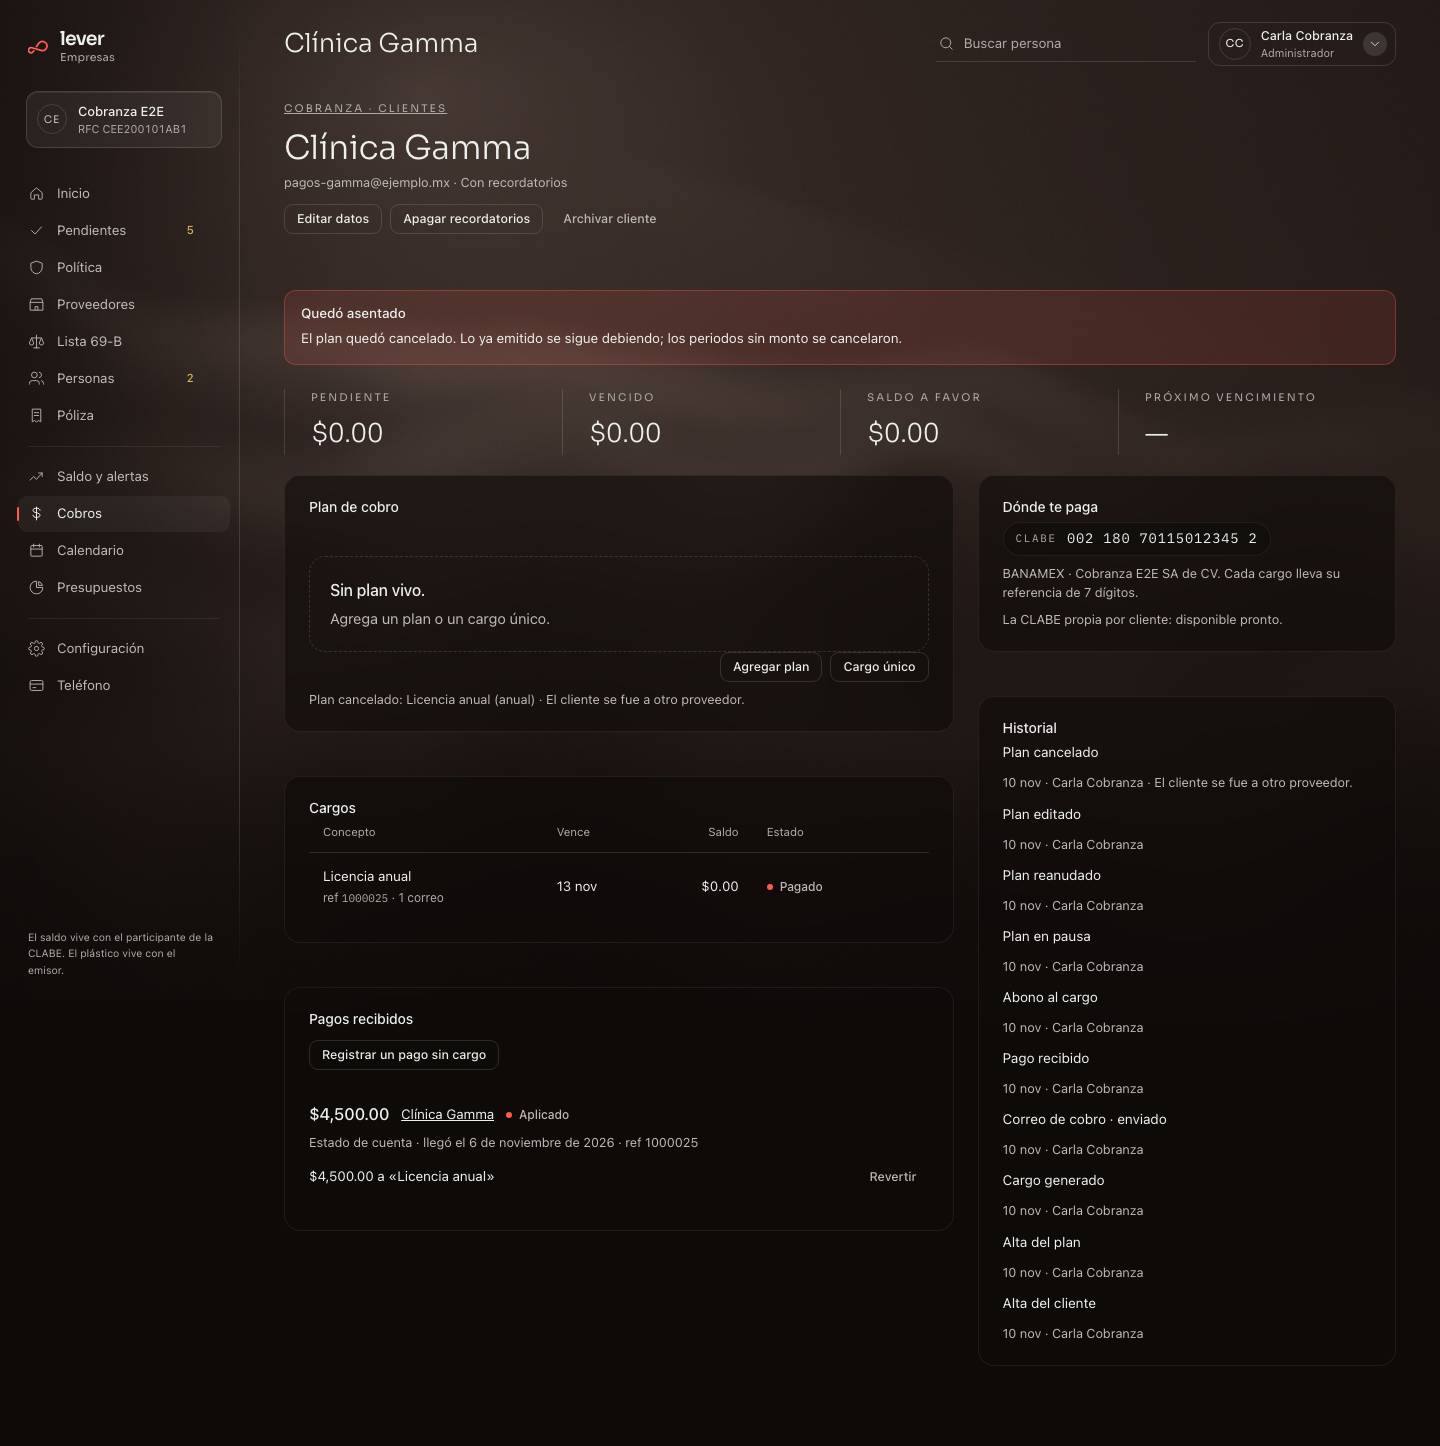 lever
Empresas
CE
Cobranza E2E
RFC CEE200101AB1
Inicio
Pendientes 5
Política
Proveedores
Lista 69-B
Personas 2
Póliza
Saldo y alertas
Cobros
Calendario
Presupuestos
Configuración
Teléfono
El saldo vive con el participante de la
CLABE. El plástico vive con el
emisor.
Clínica Gamma
Buscar persona
CC
Carla Cobranza
Administrador
COBRANZA · CLIENTES
Clínica Gamma
pagos-gamma@ejemplo.mx · Con recordatorios
Editar datos
Apagar recordatorios
Archivar cliente
Quedó asentado
El plan quedó cancelado. Lo ya emitido se sigue debiendo; los periodos sin monto se cancelaron.
PENDIENTE
$0.00
VENCIDO
$0.00
SALDO A FAVOR
$0.00
PRÓXIMO VENCIMIENTO
—
Plan de cobro
Sin plan vivo.
Agrega un plan o un cargo único.
Agregar plan
Cargo único
Plan cancelado: Licencia anual (anual) · El cliente se fue a otro proveedor.
Cargos
Concepto Vence Saldo Estado
Licencia anual 13 nov $0.00 Pagado
ref 1000025 · 1 correo
Pagos recibidos
Registrar un pago sin cargo
$4,500.00 Clínica Gamma Aplicado
Estado de cuenta · llegó el 6 de noviembre de 2026 · ref 1000025
$4,500.00 a «Licencia anual» Revertir
Dónde te paga
CLABE 002 180 70115012345 2
BANAMEX · Cobranza E2E SA de CV. Cada cargo lleva su
referencia de 7 dígitos.
La CLABE propia por cliente: disponible pronto.
Historial
Plan cancelado
10 nov · Carla Cobranza · El cliente se fue a otro proveedor.
Plan editado
10 nov · Carla Cobranza
Plan reanudado
10 nov · Carla Cobranza
Plan en pausa
10 nov · Carla Cobranza
Abono al cargo
10 nov · Carla Cobranza
Pago recibido
10 nov · Carla Cobranza
Correo de cobro · enviado
10 nov · Carla Cobranza
Cargo generado
10 nov · Carla Cobranza
Alta del plan
10 nov · Carla Cobranza
Alta del cliente
10 nov · Carla Cobranza